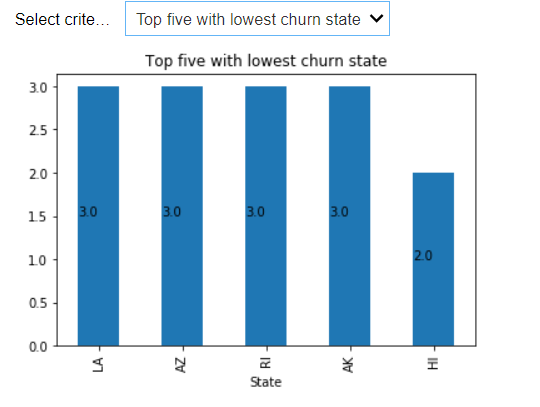 Select crite... Top five with lowest churn state
Top five with lowest churn state
3.0
2.5
2.0
1.5
1.0
0.5
0.0
3.0 3.0 3.0 3.0 2.0
LA AZ RI AK HI
State